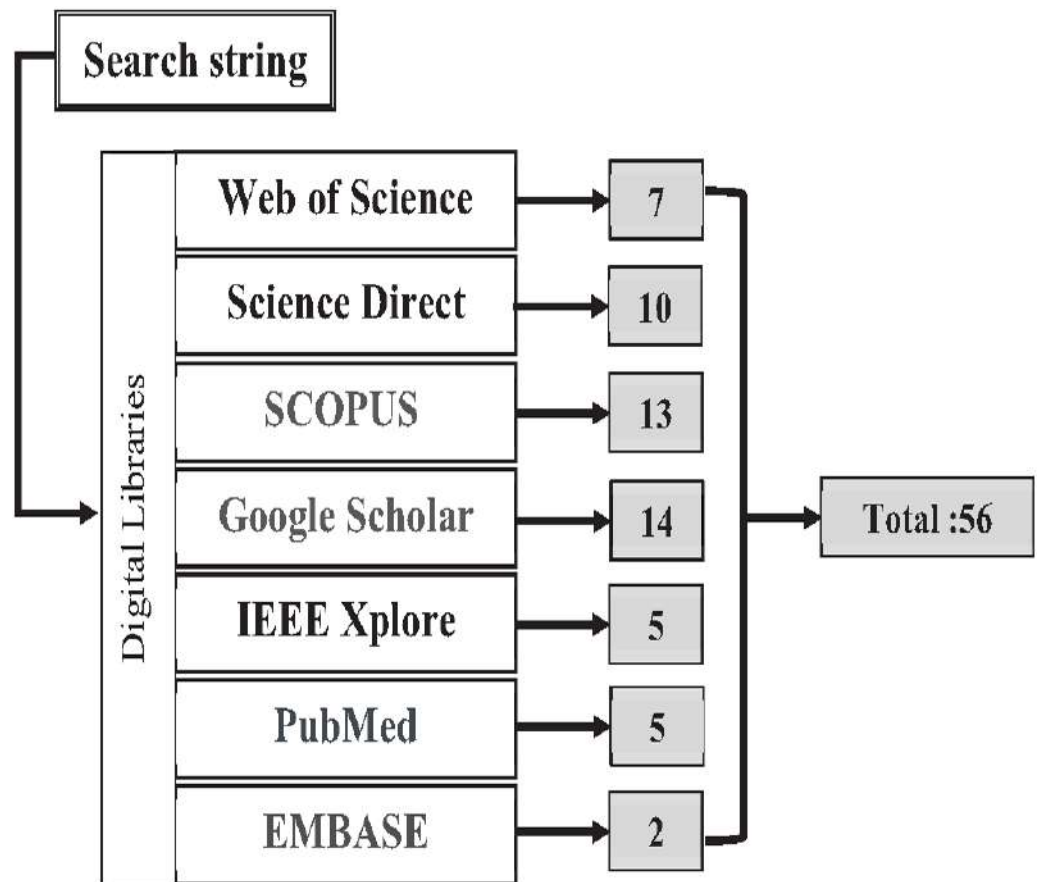 Search string
Digital Libraries
Web of Science
7
Science Direct
10
SCOPUS
13
Google Scholar
14
IEEE Xplore
5
PubMed
5
EMBASE
2
Total :56